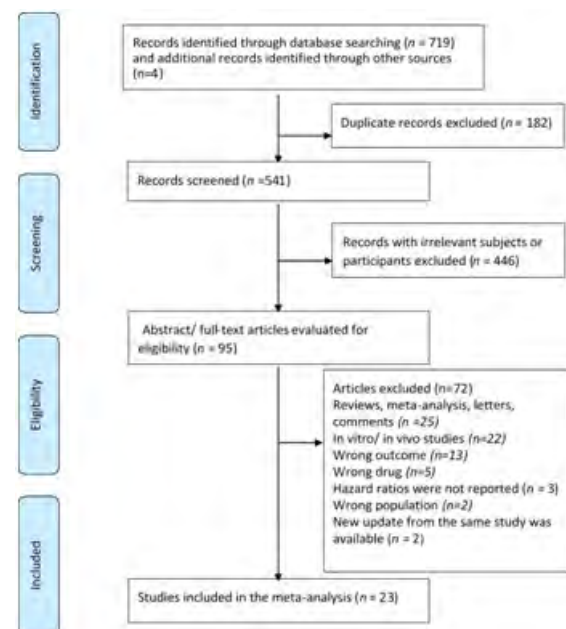 Identification
Records identified through database searching (n = 719)
and additional records identified through other sources
(n=4)
Duplicate records excluded (n = 182)
Records screened (n =541)
Screening
Records with irrelevant subjects or
participants excluded (n = 446)
Abstract/ full-text articles evaluated for
eligibility (n = 95)
Eligibility
Articles excluded (n=72)
Reviews, meta-analysis, letters,
comments (n =25)
In vitro/ in vivo studies (n=22)
Wrong outcome (n=13)
Wrong drug (n=5)
Hazard ratios were not reported (n = 3)
Wrong population (n=2)
New update from the same study was
available (n = 2)
Included
Studies included in the meta-analysis (n = 23)